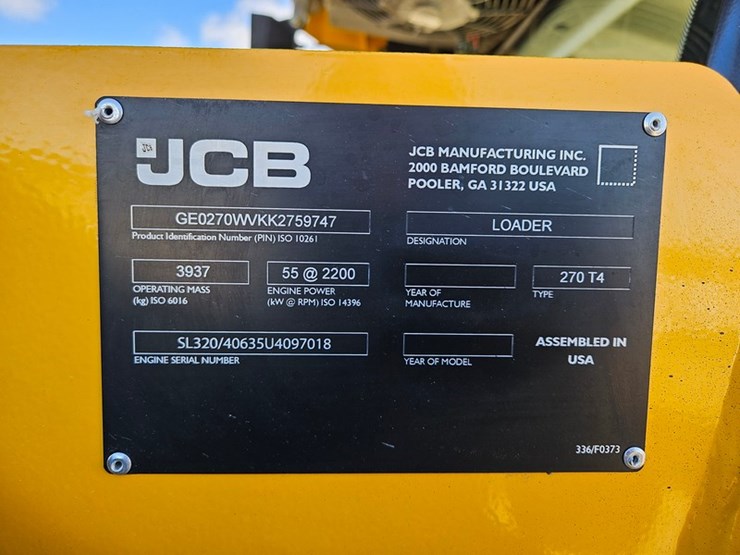 JCB
JCB MANUFACTURING INC.
2000 BAMFORD BOULEVARD
POOLER, GA 31322 USA
GE0270WVKK2759747
Product Identification Number (PIN) ISO 10261
LOADER
DESIGNATION
3937
OPERATING MASS
(kg) ISO 6016
55 @ 2200
ENGINE POWER
(kW @ RPM) ISO 14396
YEAR OF
MANUFACTURE
270 T4
TYPE
SL320/40635U4097018
ENGINE SERIAL NUMBER
YEAR OF MODEL
ASSEMBLED IN
USA
336/F0373